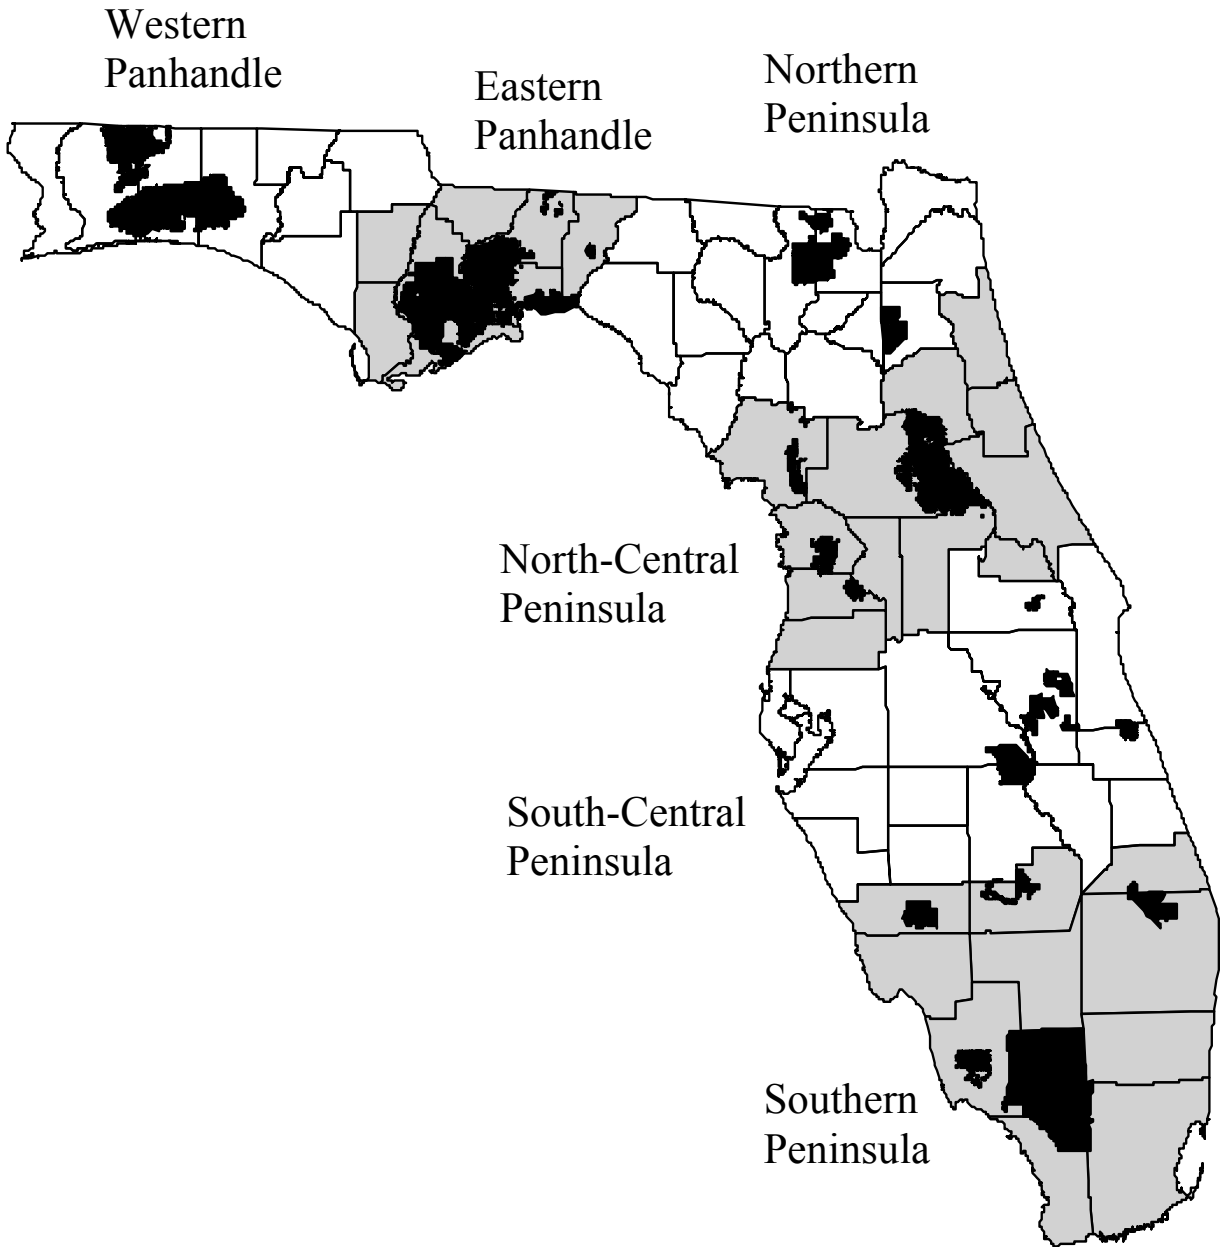 Western
Panhandle
Eastern
Panhandle
Northern
Peninsula
North-Central
Peninsula
South-Central
Peninsula
Southern
Peninsula